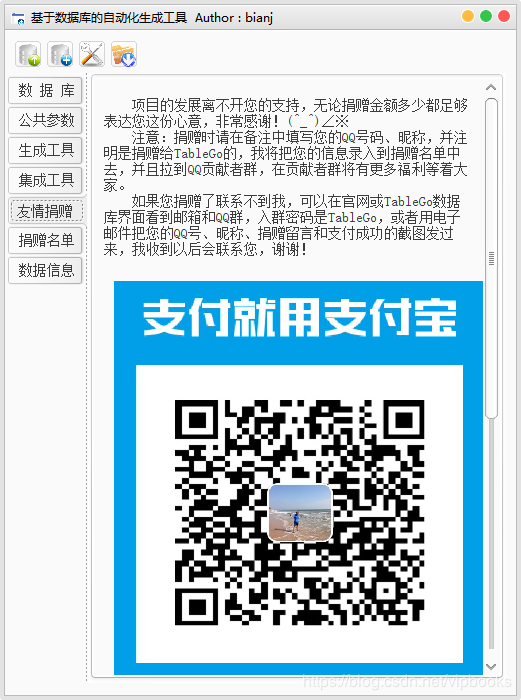 基于数据库的自动化生成工具 Author : bianj
数 据 库
公共参数
生成工具
集成工具
友情捐赠
捐赠名单
数据信息
项目的发展离不开您的支持，无论捐赠金额多少都足够
表达您这份心意，非常感谢！(^_^)∠※
注意：捐赠时请在备注中填写您的QQ号码、昵称，并注
明是捐赠给TableGo的，我将把您的信息录入到捐赠名单中
去，并且拉到QQ贡献者群，在贡献者群将有更多福利等着大
家。
如果您捐赠了联系不到我，可以在官网或TableGo数据
库界面看到邮箱和QQ群，入群密码是TableGo，或者用电子
邮件把您的QQ号、昵称、捐赠留言和支付成功的截图发过
来，我收到以后会联系您，谢谢！
支付就用支付宝
https://blog.csdn.net/vipbooks